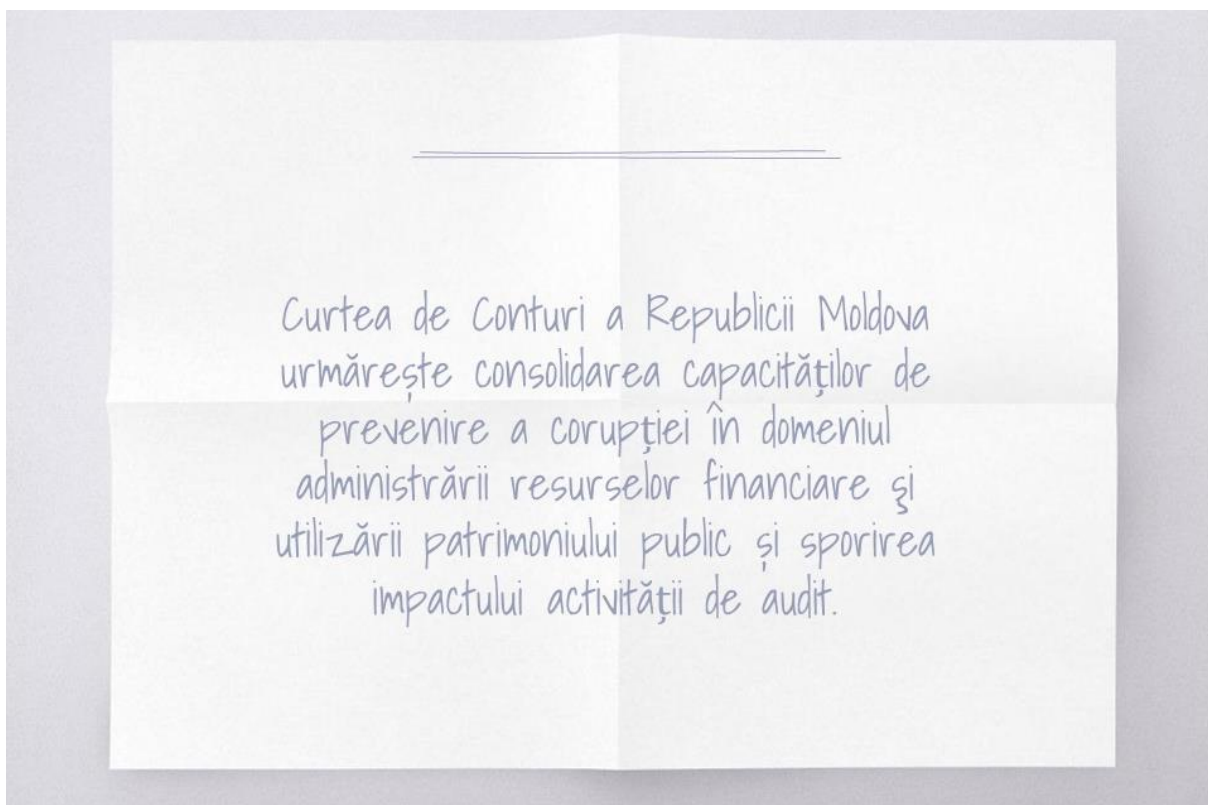 Curtea de Conturi a Republicii Moldova
urmărește consolidarea capacităților de
prevenire a corupției în domeniul
administrării resurselor financiare şi
utilizării patrimoniului public și sporirea
impactului activității de audit.